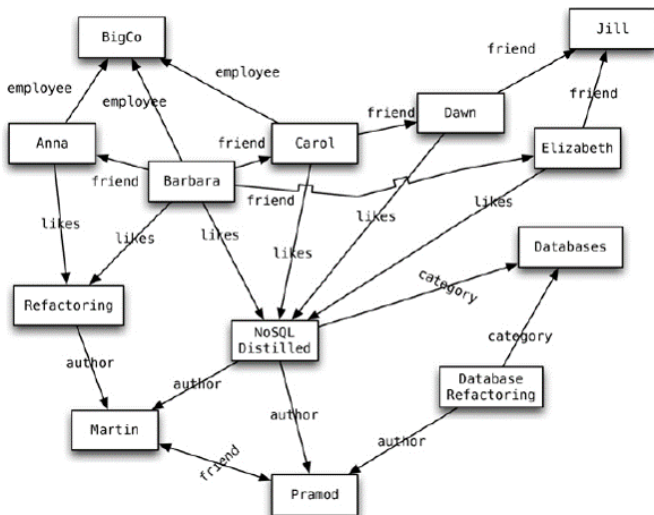 Jill
BigCo
friend
employee
employee
employee
friend
Dawn
friend
Anna
friend
Carol
Elizabeth
friend
Barbara
friend
likes
likes
likes
likes
likes
likes
Databases
category
Refactoring
NoSQL
Distilled
category
author
author
Database
Refactoring
author
Martin
author
friend
Pramod